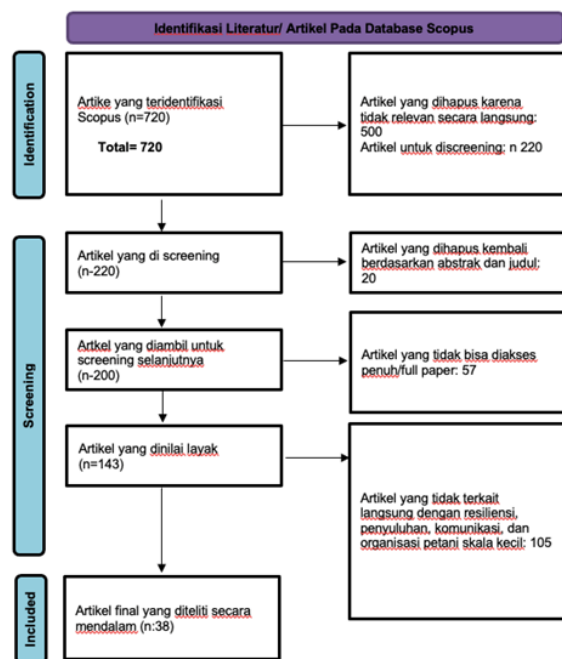 Identifikasi Literatur/ Artikel Pada Database Scopus
Identification
Artike yang teridentifikasi
Scopus (n=720)
Total= 720
Artikel yang dihapus karena
tidak relevan secara langsung:
500
Artikel untuk discreening: n 220
Screening
Artikel yang di screening
(n-220)
Artikel yang dihapus kembali
berdasarkan abstrak dan judul:
20
Artkel yang diambil untuk
screening selanjutnya
(n-200)
Artikel yang tidak bisa diakses
penuh/full paper: 57
Artikel yang dinilai layak
(n=143)
Artikel yang tidak terkait
langsung dengan resiliensi,
penyuluhan, komunikasi, dan
organisasi petani skala kecil: 105
Included
Artikel final yang diteliti secara
mendalam (n:38)